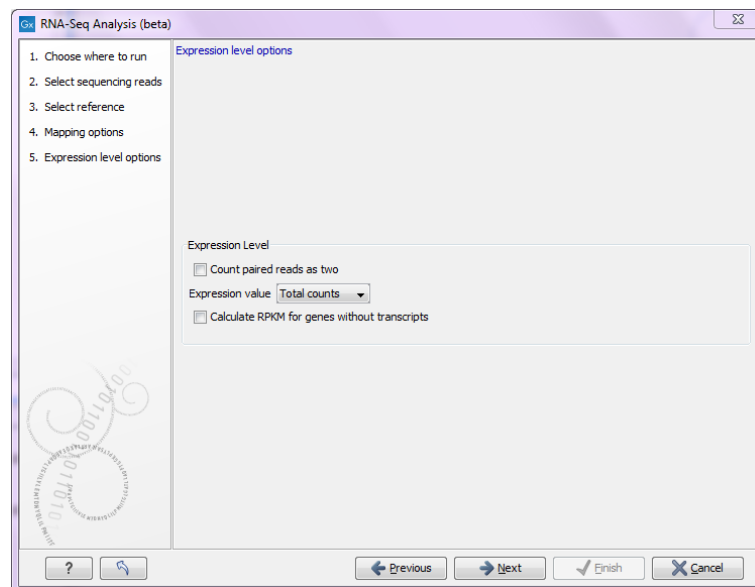 Gx RNA-Seq Analysis (beta)
1. Choose where to run
2. Select sequencing reads
3. Select reference
4. Mapping options
5. Expression level options
Expression level options
Expression Level
Count paired reads as two
Expression value Total counts
Calculate RPKM for genes without transcripts
? Previous Next Finish Cancel